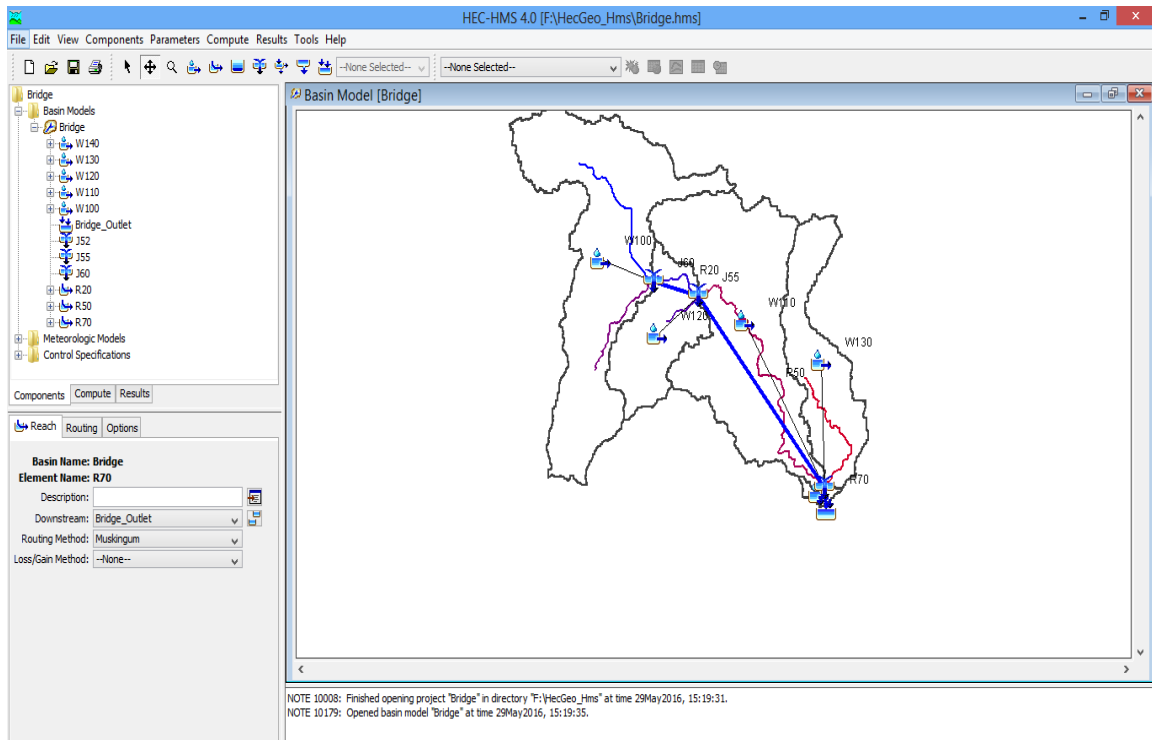 HEC-HMS 4.0 [F:\HecGeo_Hms\Bridge.hms]
File Edit View Components Parameters Compute Results Tools Help
--None Selected-- --None Selected--
Bridge
Basin Models
Bridge
W140
W130
W120
W110
W100
Bridge_Outlet
J52
J55
J60
R20
R50
R70
Meteorologic Models
Control Specifications
Components Compute Results
Reach Routing Options
Basin Name: Bridge
Element Name: R70
Description:
Downstream: Bridge_Outlet
Routing Method: Muskingum
Loss/Gain Method: --None--
Basin Model [Bridge]
W100
J60
R20
J55
W110
W120
W130
R50
R70
NOTE 10008: Finished opening project "Bridge" in directory "F:\HecGeo_Hms" at time 29May2016, 15:19:31.
NOTE 10179: Opened basin model "Bridge" at time 29May2016, 15:19:35.